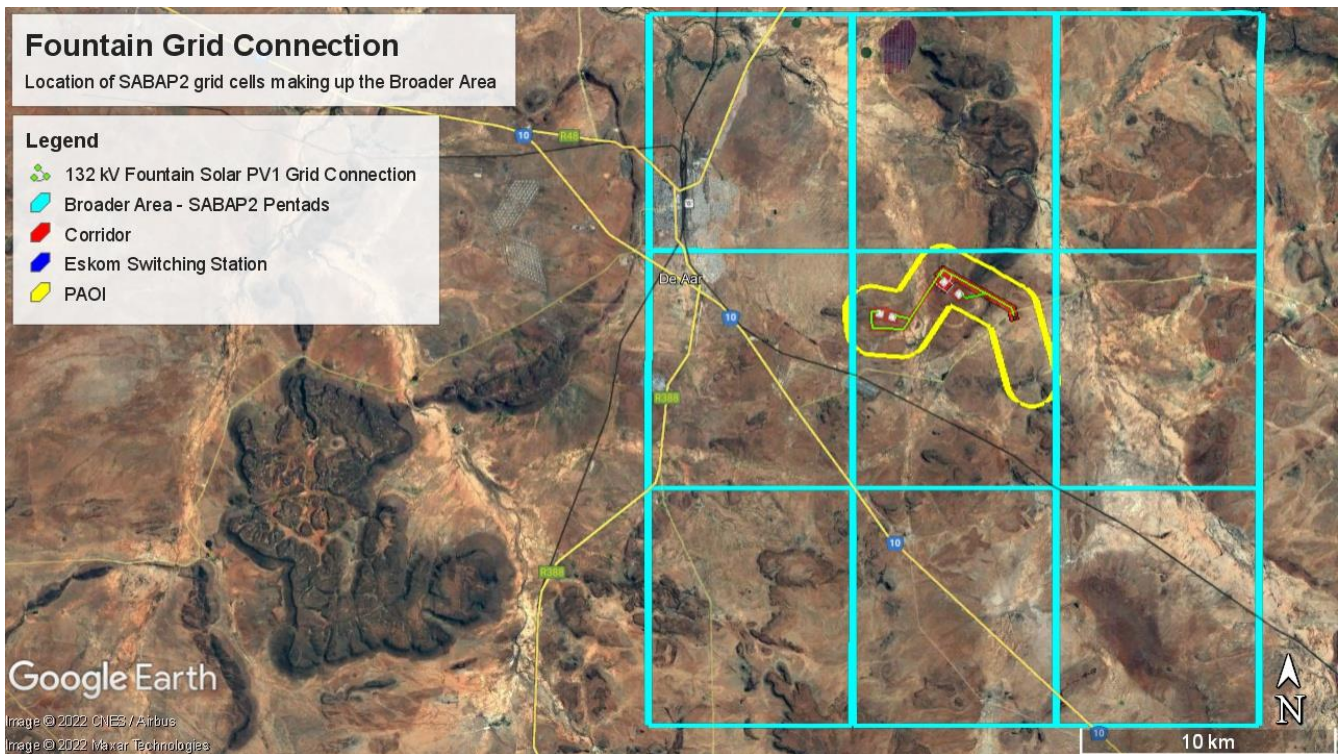 Fountain Grid Connection
Location of SABAP2 grid cells making up the Broader Area
Legend
132 kV Fountain Solar PV1 Grid Connection
Broader Area - SABAP2 Pentads
Corridor
Eskom Switching Station
PAOI
10
R48
De Aar
10
R388
10
R388
10
Google Earth
Image © 2022 CNES / Airbus
Image © 2022 Maxar Technologies
N
10 km